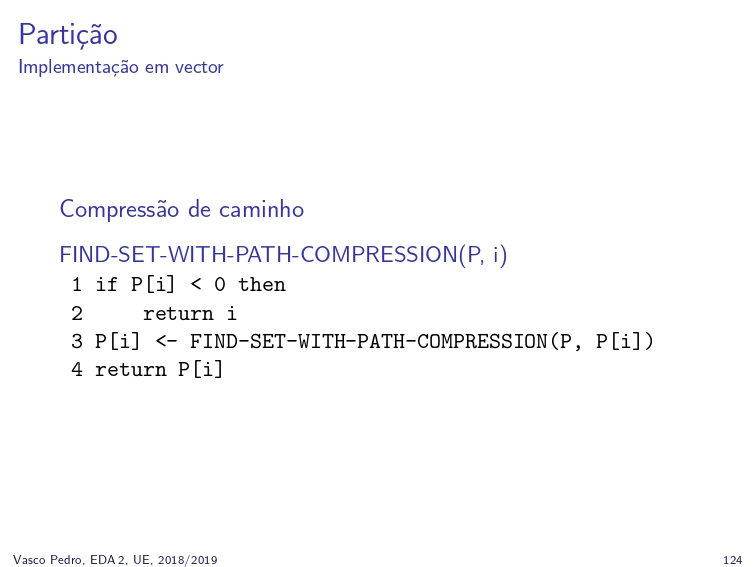 Partição
Implementação em vector
Compressão de caminho
FIND-SET-WITH-PATH-COMPRESSION(P, i)
1 if P[i] < 0 then
2     return i
3 P[i] <- FIND-SET-WITH-PATH-COMPRESSION(P, P[i])
4 return P[i]
Vasco Pedro, EDA 2, UE, 2018/2019
124